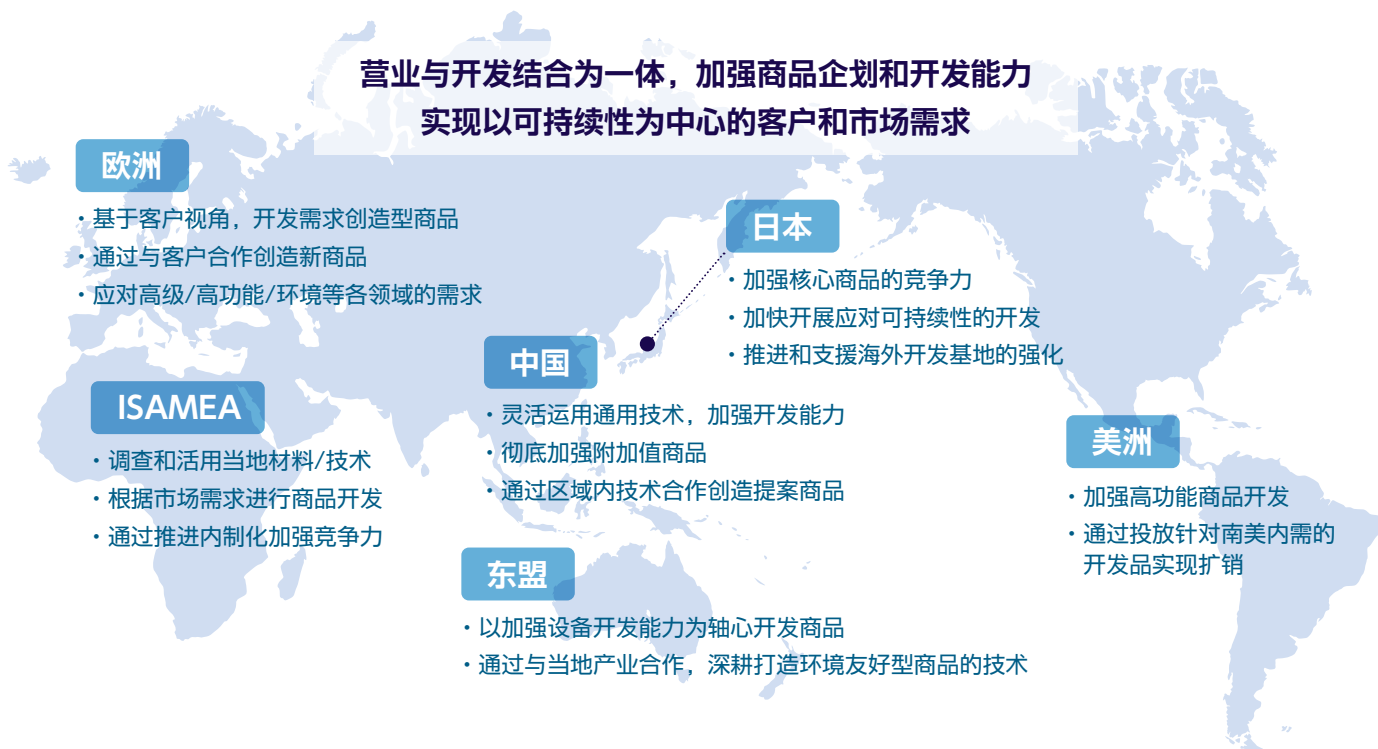 营业与开发结合为一体，加强商品企划和开发能力
实现以可持续性为中心的客户和市场需求
欧洲
・基于客户视角，开发需求创造型商品
・通过与客户合作创造新商品
・应对高级/高功能/环境等各领域的需求
日本
・加强核心商品的竞争力
・加快开展应对可持续性的开发
・推进和支援海外开发基地的强化
中国
・灵活运用通用技术，加强开发能力
・彻底加强附加值商品
・通过区域内技术合作创造提案商品
ISAMEA
・调查和活用当地材料/技术
・根据市场需求进行商品开发
・通过推进内制化加强竞争力
美洲
・加强高功能商品开发
・通过投放针对南美内需的
开发品实现扩销
东盟
・以加强设备开发能力为轴心开发商品
・通过与当地产业合作，深耕打造环境友好型商品的技术